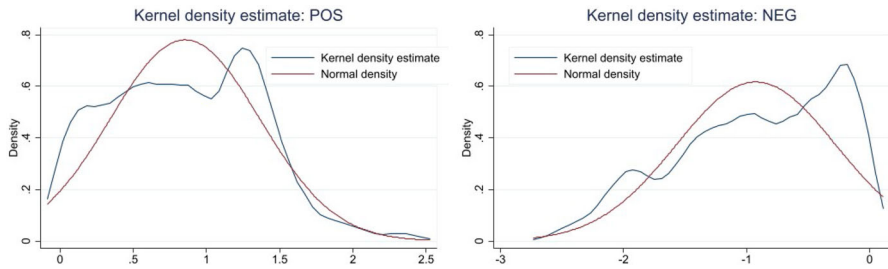 Kernel density estimate: POS
Density
.8
.6
.4
.2
0
Kernel density estimate
Normal density
0 .5 1 1.5 2 2.5
Kernel density estimate: NEG
Density
.8
.6
.4
.2
0
Kernel density estimate
Normal density
-3 -2 -1 0